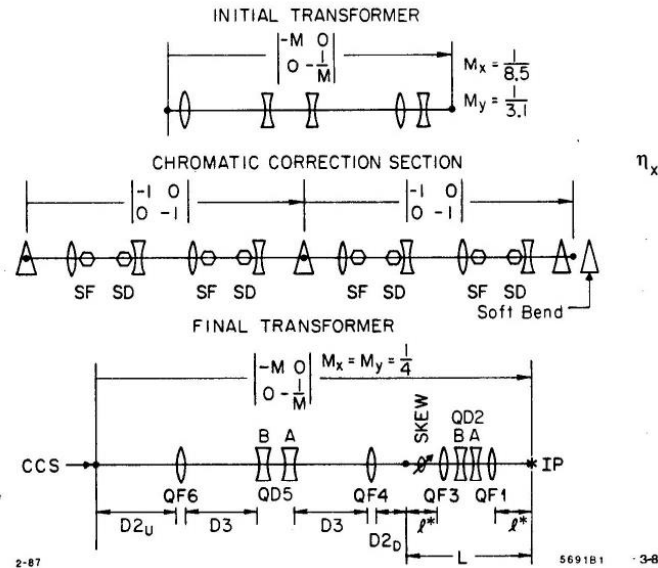 INITIAL TRANSFORMER
|-M 0|
|0 -1/M|
Mx = 1/8.5
My = 1/3.1
CHROMATIC CORRECTION SECTION
ηx
|-1 0| |-1 0|
|0 -1| |0 -1|
SF SD SF SD SF SD SF SD
Soft Bend
FINAL TRANSFORMER
|-M 0|
|0 -1/M|
Mx = My = 1/4
SKEW
QD2
B A B A
CCS IP
QF6 QD5 QF4 QF3 QF1
D2U D3 D3 D2D ℓ* ℓ*
L
2-87 5691B1 3-8